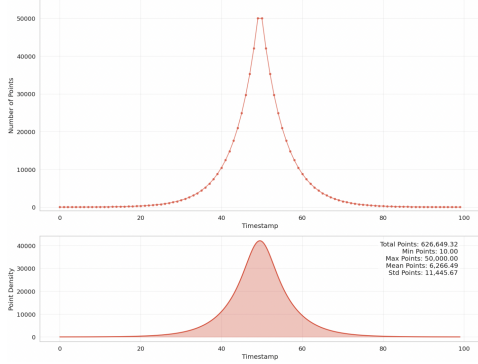 50000
40000
30000
20000
10000
0
Number of Points
0 20 40 60 80 100
Timestamp
40000
30000
20000
10000
0
Point Density
Total Points: 626,649.32
Min Points: 10.00
Max Points: 50,000.00
Mean Points: 6,266.49
Std Points: 11,445.67
0 20 40 60 80 100
Timestamp